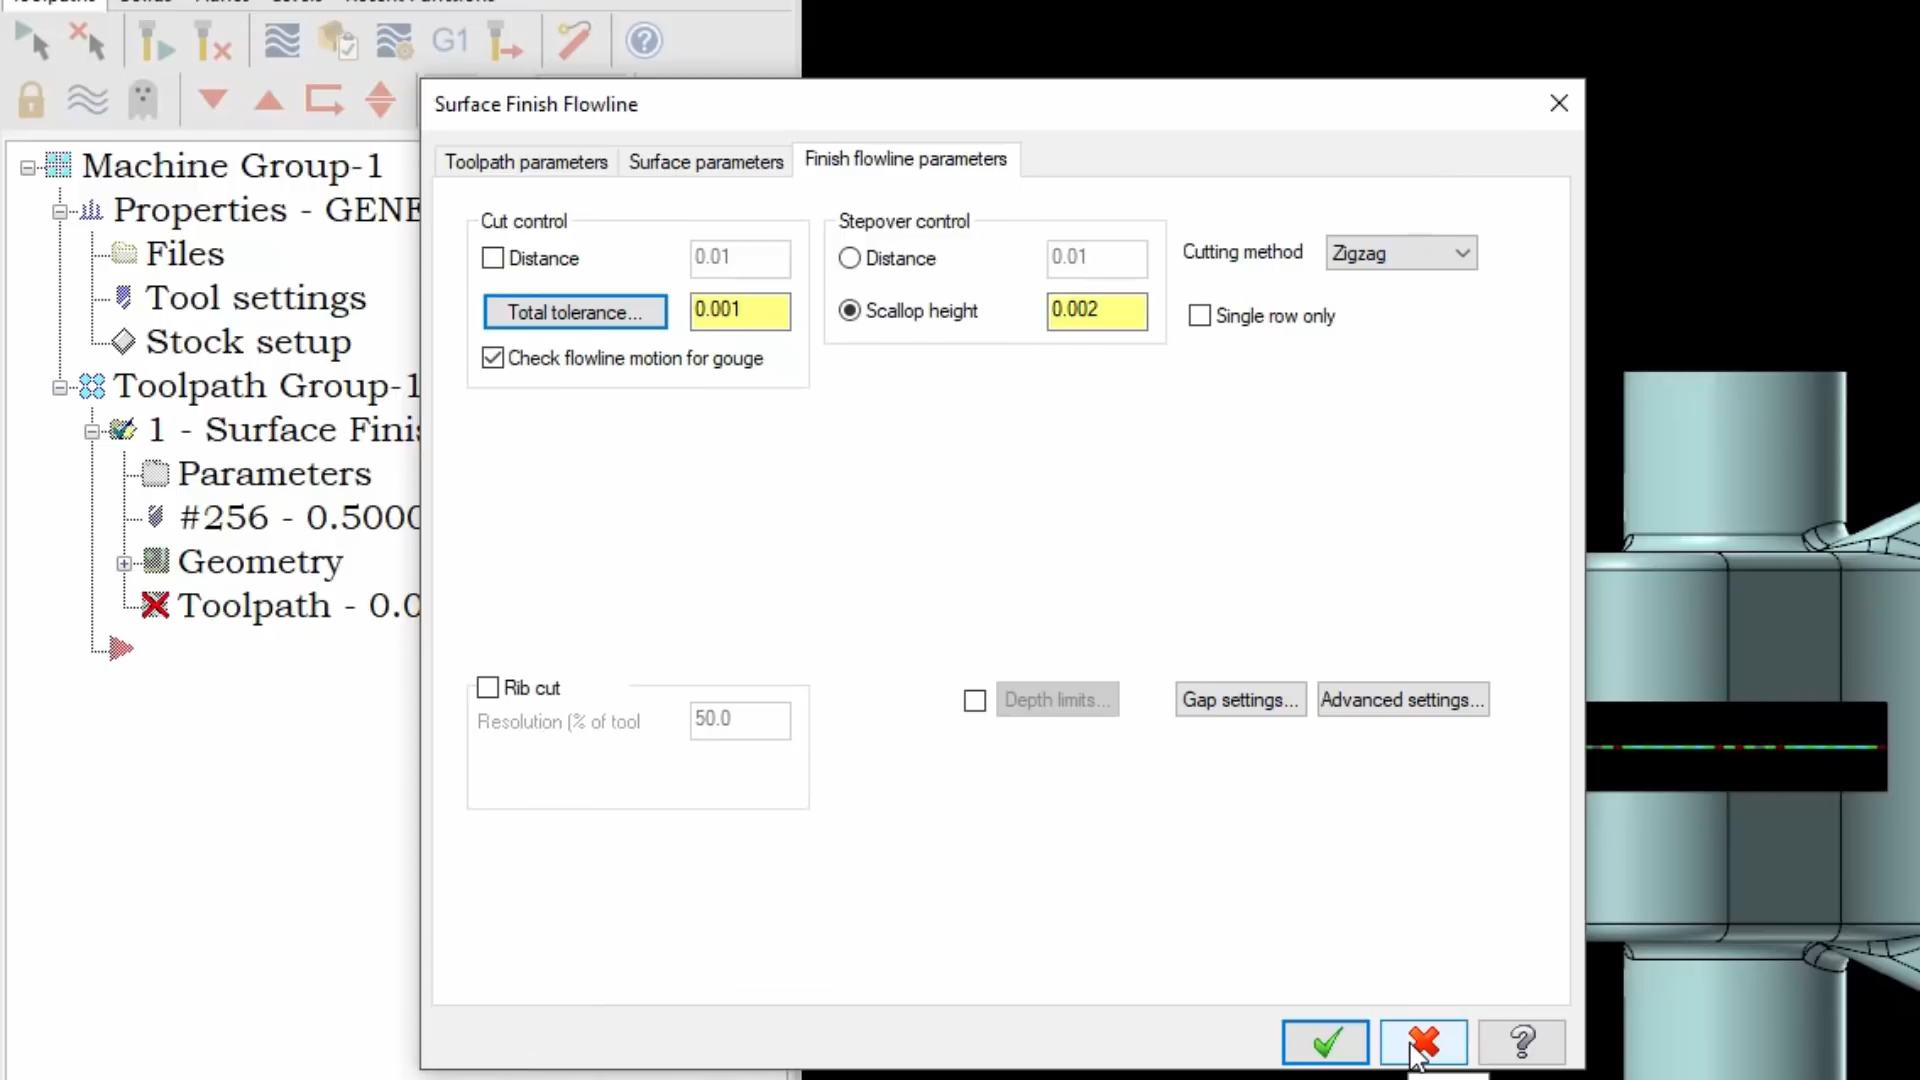 G1
Machine Group-1
Properties - GENE
Files
Tool settings
Stock setup
Toolpath Group-1
1 - Surface Finis
Parameters
#256 - 0.5000
Geometry
Toolpath - 0.0
Surface Finish Flowline
Toolpath parameters
Surface parameters
Finish flowline parameters
Cut control
Distance
0.01
Total tolerance...
0.001
Check flowline motion for gouge
Stepover control
Distance
0.01
Scallop height
0.002
Cutting method
Zigzag
Single row only
Rib cut
Resolution (% of tool
50.0
Depth limits...
Gap settings...
Advanced settings...